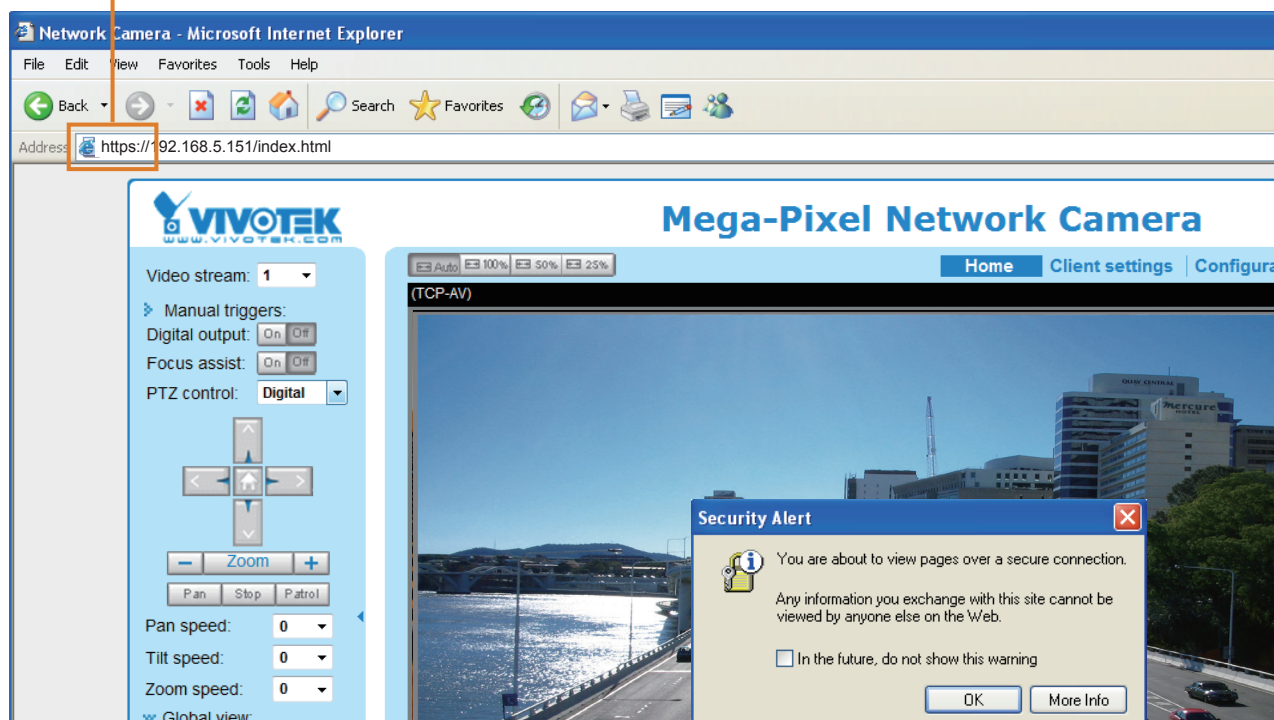 Network Camera - Microsoft Internet Explorer
File Edit View Favorites Tools Help
Back Search Favorites
Address https://192.168.5.151/index.html
VIVOTEK
www.vivotek.com
Mega-Pixel Network Camera
Auto 100% 50% 25%
Home Client settings Configura
(TCP-AV)
Video stream: 1
Manual triggers:
Digital output: On Off
Focus assist: On Off
PTZ control: Digital
Zoom
Pan Stop Patrol
Pan speed: 0
Tilt speed: 0
Zoom speed: 0
Global view:
QUAY CENTRAL
Mercure
HOTEL
Security Alert
You are about to view pages over a secure connection.
Any information you exchange with this site cannot be
viewed by anyone else on the Web.
In the future, do not show this warning
OK More Info